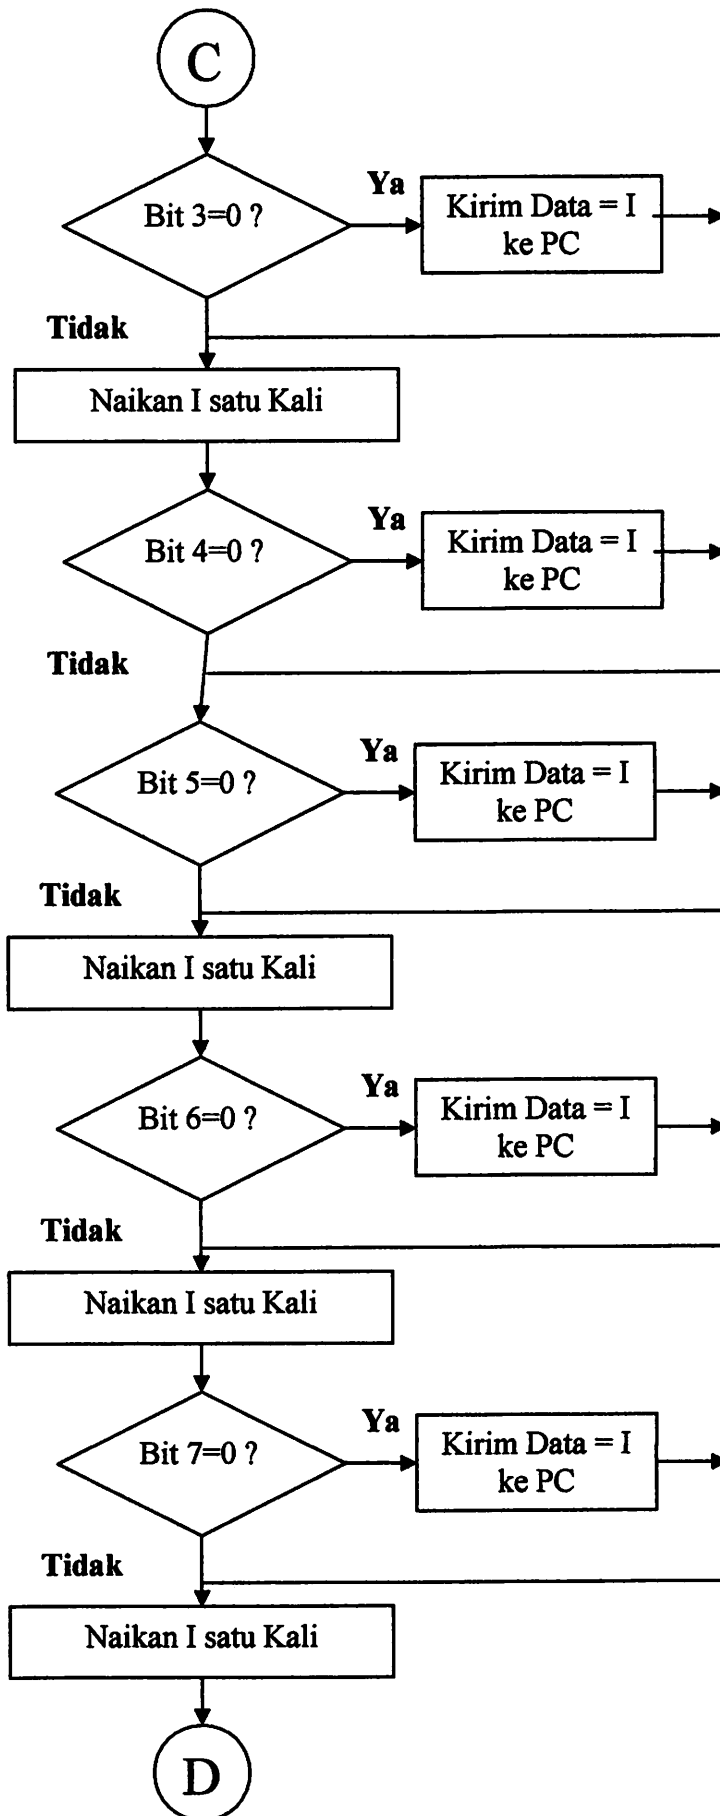 C
Bit 3=0 ?
Ya
Kirim Data = I
ke PC
Tidak
Naikan I satu Kali
Bit 4=0 ?
Ya
Kirim Data = I
ke PC
Tidak
Bit 5=0 ?
Ya
Kirim Data = I
ke PC
Tidak
Naikan I satu Kali
Bit 6=0 ?
Ya
Kirim Data = I
ke PC
Tidak
Naikan I satu Kali
Bit 7=0 ?
Ya
Kirim Data = I
ke PC
Tidak
Naikan I satu Kali
D